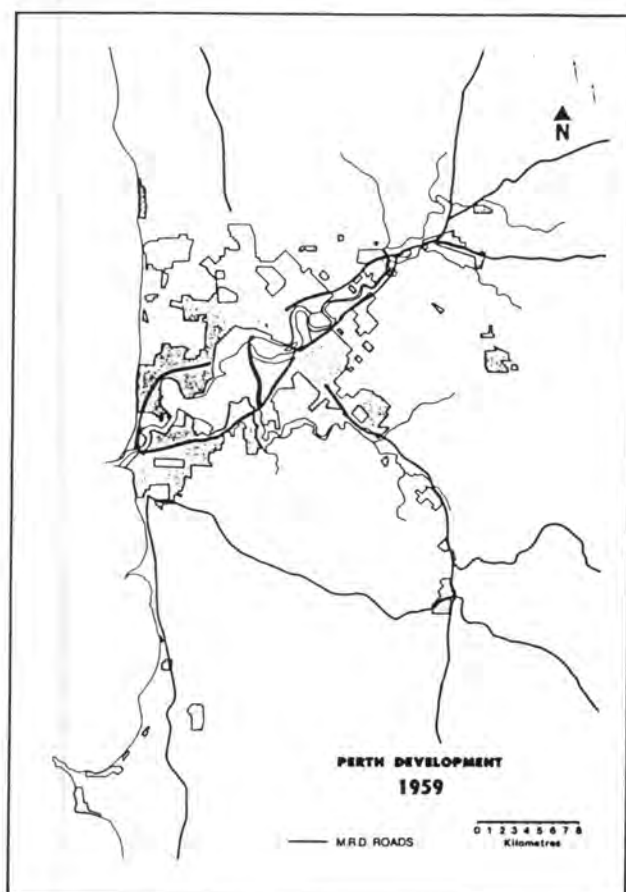 N
PERTH DEVELOPMENT
1959
M.R.D. ROADS
0 1 2 3 4 5 6 7 8
Kilometres